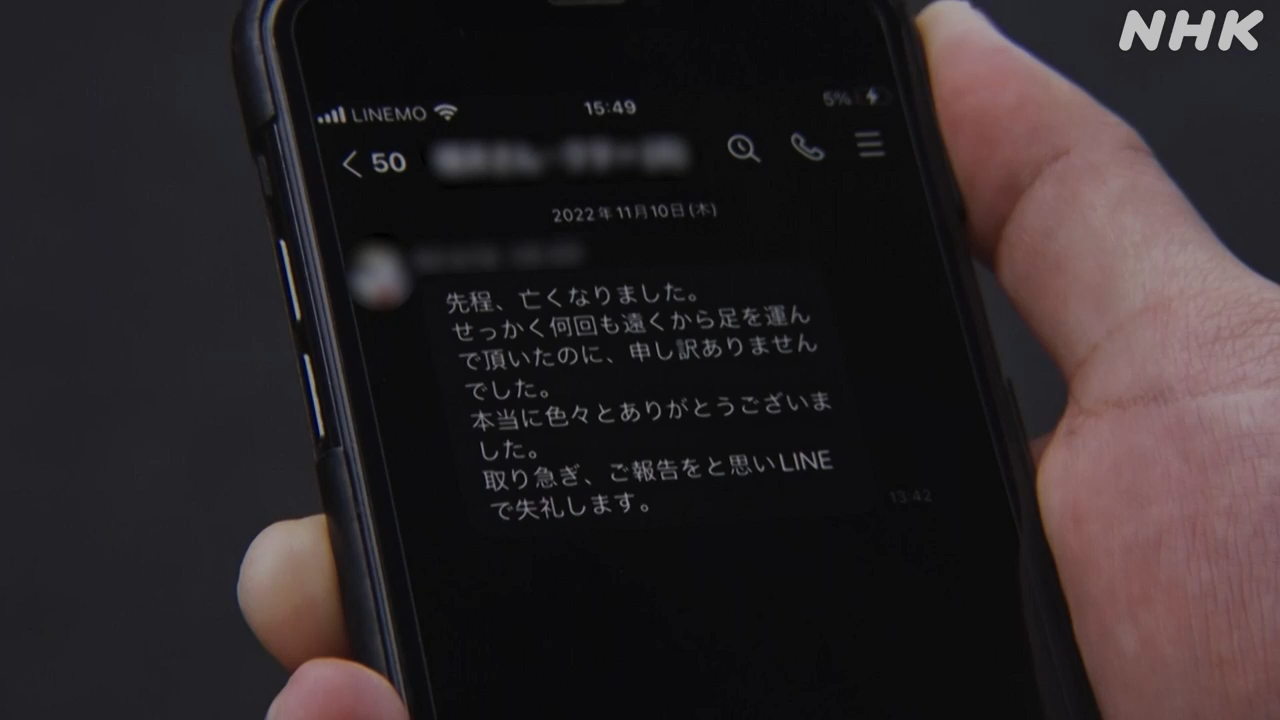 NHK
LINEMO 15:49 5%
50
2022年11月10日(木)
先程、亡くなりました。
せっかく何回も遠くから足を運ん
で頂いたのに、申し訳ありません
でした。
本当に色々とありがとうございま
した。
取り急ぎ、ご報告をと思いLINE
で失礼します。
13:42